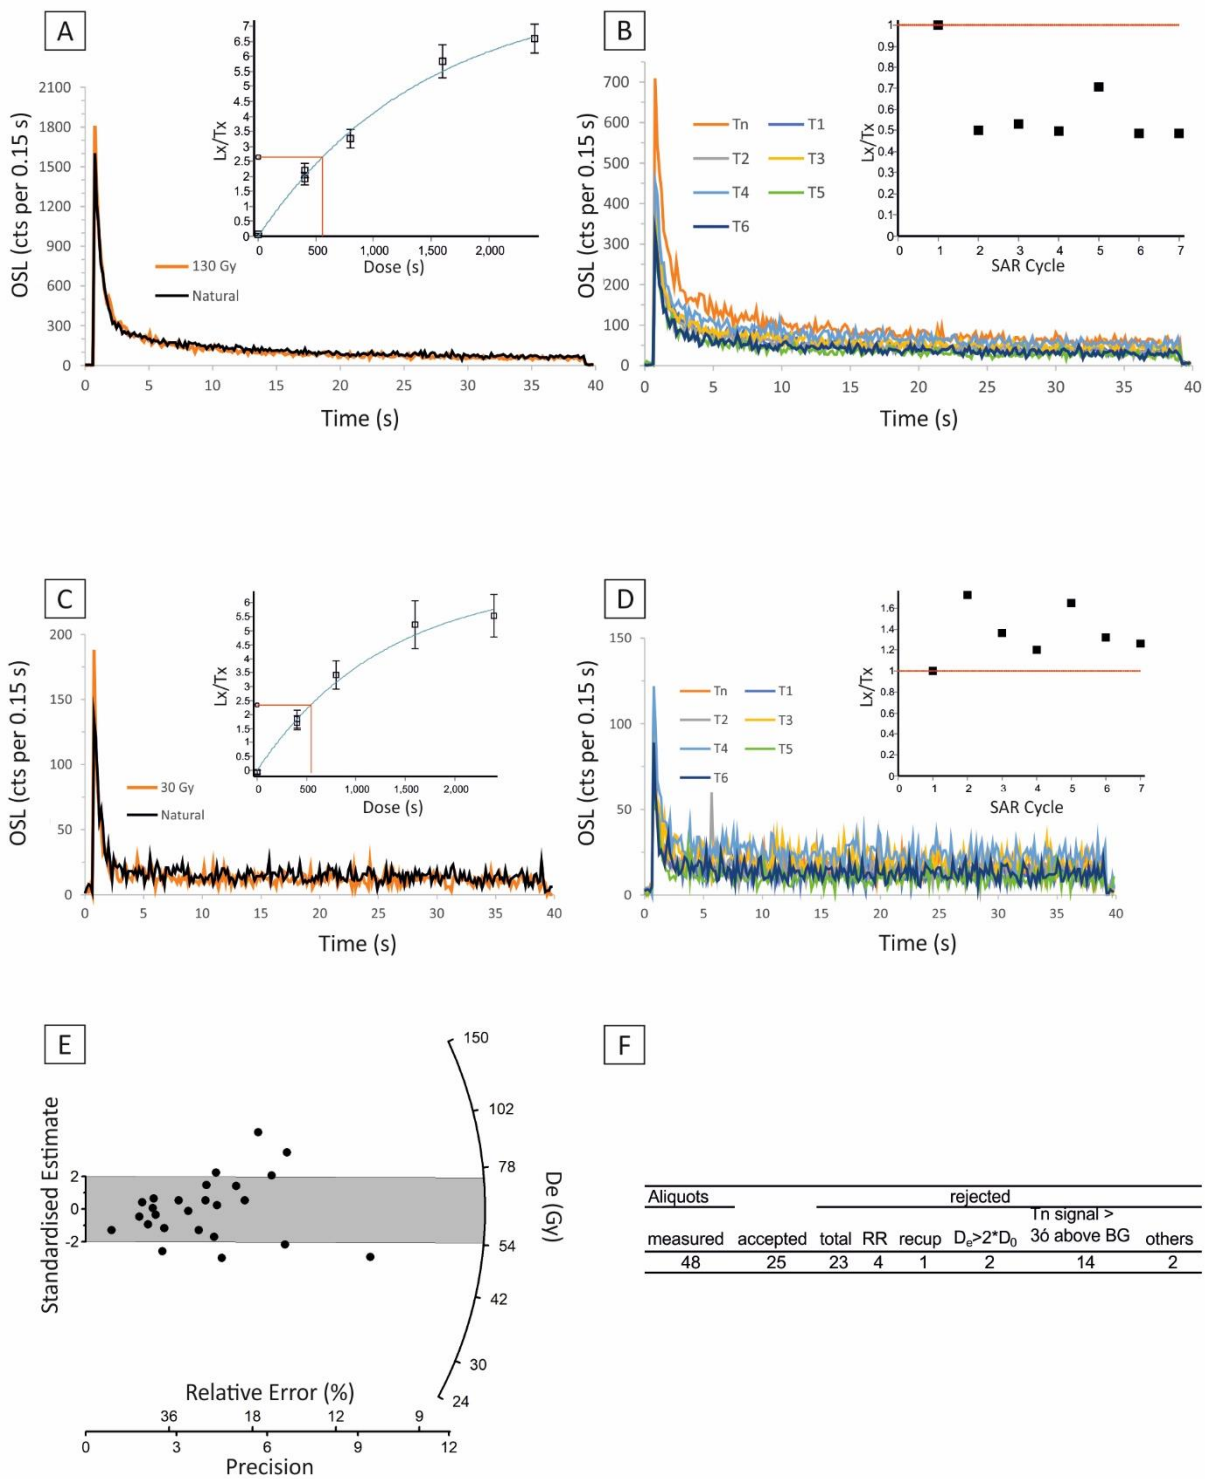 A
7
6.5
6
5.5
5
4.5
4
3.5
3
2.5
2
1.5
1
0.5
0
Lx/Tx
0 500 1,000 1,500 2,000
Dose (s)
2100
1800
1500
1200
900
600
300
0
OSL (cts per 0.15 s)
130 Gy
Natural
0 5 10 15 20 25 30 35 40
Time (s)
B
1
0.9
0.8
0.7
0.6
0.5
0.4
0.3
0.2
0.1
0
Lx/Tx
0 1 2 3 4 5 6 7
SAR Cycle
700
600
500
400
300
200
100
0
OSL (cts per 0.15 s)
Tn T1
T2 T3
T4 T5
T6
0 5 10 15 20 25 30 35 40
Time (s)
C
6
5.5
5
4.5
4
3.5
3
2.5
2
1.5
1
0.5
0
Lx/Tx
0 500 1,000 1,500 2,000
Dose (s)
200
150
100
50
0
OSL (cts per 0.15 s)
30 Gy
Natural
0 5 10 15 20 25 30 35 40
Time (s)
D
1.6
1.4
1.2
1
0.8
0.6
0.4
0.2
0
Lx/Tx
0 1 2 3 4 5 6 7
SAR Cycle
150
100
50
0
OSL (cts per 0.15 s)
Tn T1
T2 T3
T4 T5
T6
0 5 10 15 20 25 30 35 40
Time (s)
E
Standardised Estimate
2
0
-2
150
102
78
54
42
30
24
De (Gy)
Relative Error (%)
36 18 12 9
0 3 6 9 12
Precision
F
Aliquots rejected
measured accepted total RR recup De>2*D0 Tn signal > 3ó above BG others
48 25 23 4 1 2 14 2